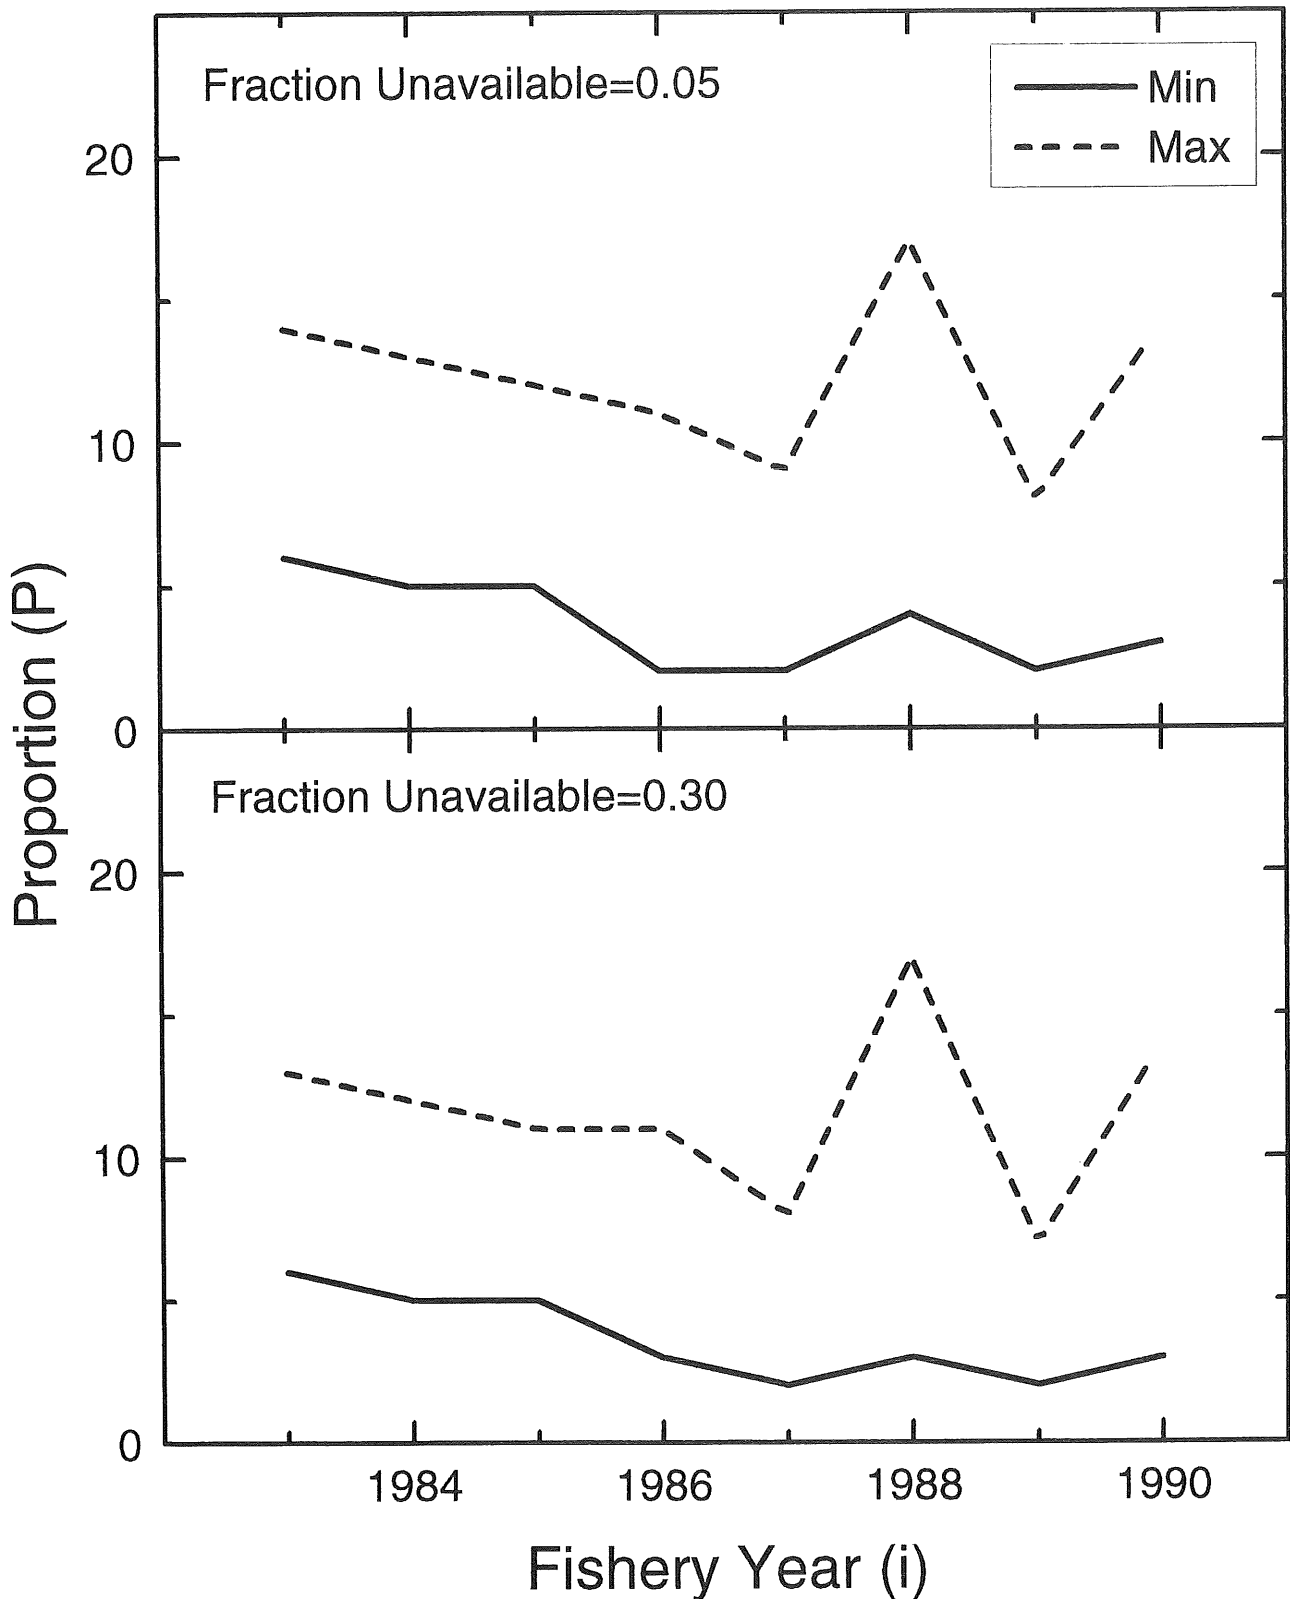 Fraction Unavailable=0.05
Min
Max
20
10
0
Proportion (P)
Fraction Unavailable=0.30
20
10
0
1984 1986 1988 1990
Fishery Year (i)